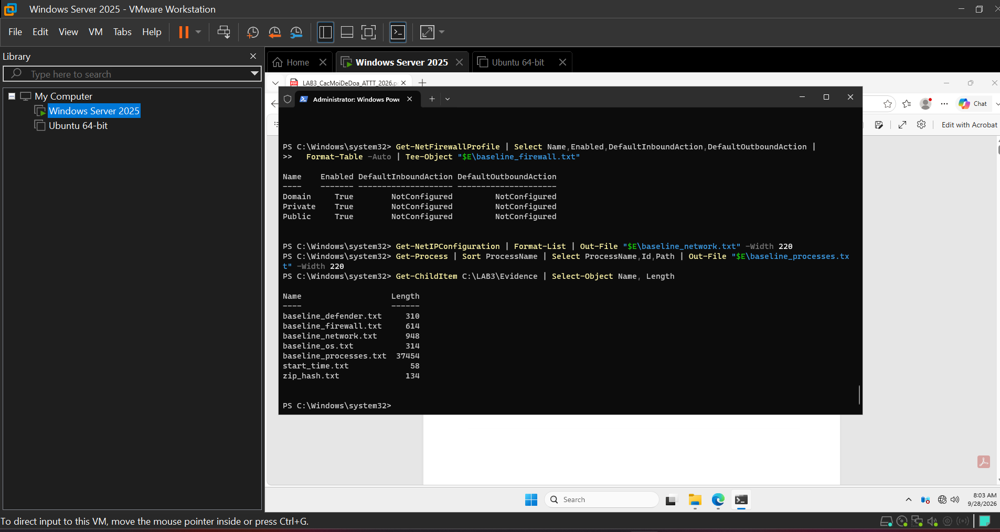 Windows Server 2025 - VMware Workstation
File Edit View VM Tabs Help
Library
Type here to search
My Computer
Windows Server 2025
Ubuntu 64-bit
Home
Windows Server 2025
Ubuntu 64-bit
LAB3_CacMoiDeDoa_ATTT_2026.p
Chat
Edit with Acrobat
Administrator: Windows Powe
PS C:\Windows\system32> Get-NetFirewallProfile | Select Name,Enabled,DefaultInboundAction,DefaultOutboundAction |
>>   Format-Table -Auto | Tee-Object "$E\baseline_firewall.txt"
Name    Enabled DefaultInboundAction DefaultOutboundAction
----    ------- -------------------- ---------------------
Domain     True        NotConfigured         NotConfigured
Private    True        NotConfigured         NotConfigured
Public     True        NotConfigured         NotConfigured
PS C:\Windows\system32> Get-NetIPConfiguration | Format-List | Out-File "$E\baseline_network.txt" -Width 220
PS C:\Windows\system32> Get-Process | Sort ProcessName | Select ProcessName,Id,Path | Out-File "$E\baseline_processes.tx
t" -Width 220
PS C:\Windows\system32> Get-ChildItem C:\LAB3\Evidence | Select-Object Name, Length
Name                   Length
----                   ------
baseline_defender.txt     310
baseline_firewall.txt     614
baseline_network.txt      948
baseline_os.txt           314
baseline_processes.txt  37454
start_time.txt             58
zip_hash.txt              134
PS C:\Windows\system32>
Search
8:03 AM
9/28/2026
To direct input to this VM, move the mouse pointer inside or press Ctrl+G.